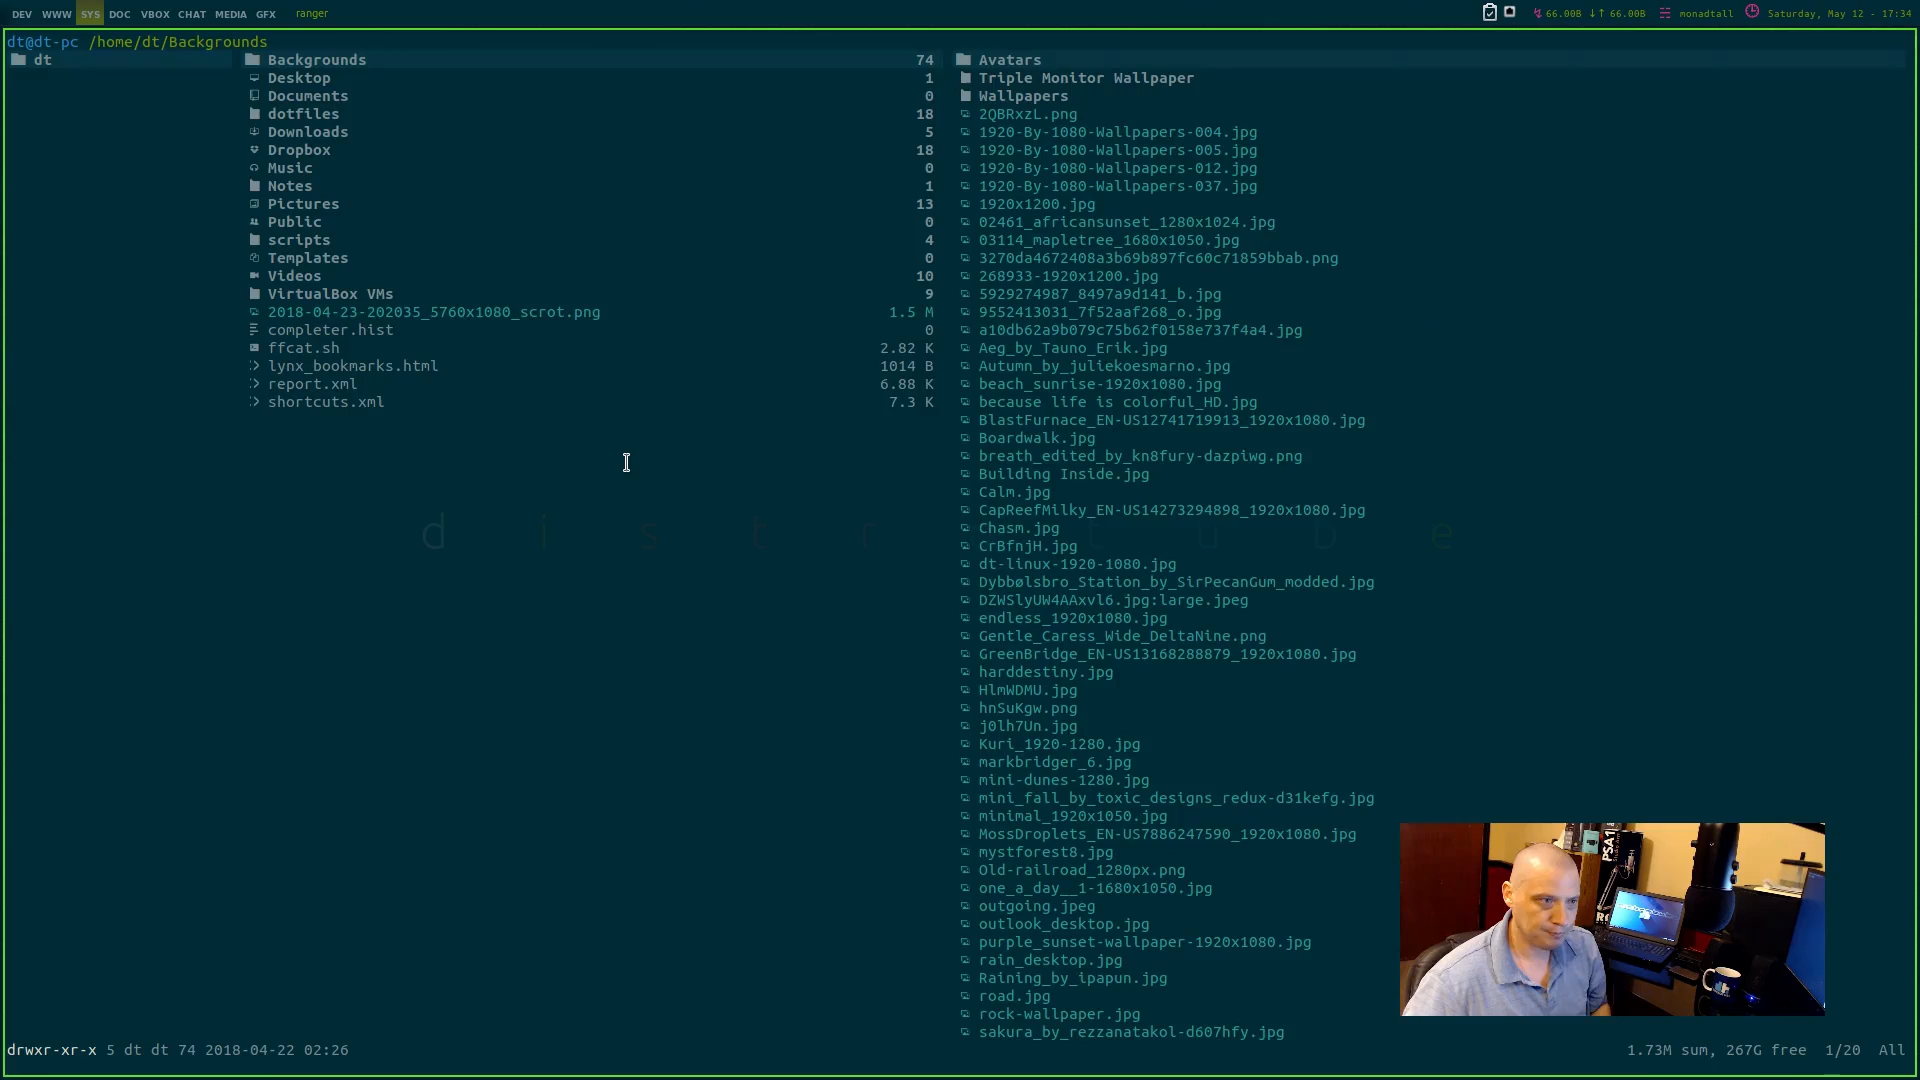 DEV WWW SYS DOC VBOX CHAT MEDIA GFX ranger 66.00B ↓↑ 66.00B monadtall Saturday, May 12 - 17:34
dt@dt-pc /home/dt/Backgrounds
dt
Backgrounds 74
Desktop 1
Documents 0
dotfiles 18
Downloads 5
Dropbox 18
Music 0
Notes 1
Pictures 13
Public 0
scripts 4
Templates 0
Videos 10
VirtualBox VMs 9
2018-04-23-202035_5760x1080_scrot.png 1.5 M
completer.hist 0
ffcat.sh 2.82 K
lynx_bookmarks.html 1014 B
report.xml 6.88 K
shortcuts.xml 7.3 K
Avatars
Triple Monitor Wallpaper
Wallpapers
2QBRxzL.png
1920-By-1080-Wallpapers-004.jpg
1920-By-1080-Wallpapers-005.jpg
1920-By-1080-Wallpapers-012.jpg
1920-By-1080-Wallpapers-037.jpg
1920x1200.jpg
02461_africansunset_1280x1024.jpg
03114_mapletree_1680x1050.jpg
3270da4672408a3b69b897fc60c71859bbab.png
268933-1920x1200.jpg
5929274987_8497a9d141_b.jpg
9552413031_7f52aaf268_o.jpg
a10db62a9b079c75b62f0158e737f4a4.jpg
Aeg_by_Tauno_Erik.jpg
Autumn_by_juliekoesmarno.jpg
beach_sunrise-1920x1080.jpg
because life is colorful_HD.jpg
BlastFurnace_EN-US12741719913_1920x1080.jpg
Boardwalk.jpg
breath_edited_by_kn8fury-dazpiwg.png
Building Inside.jpg
Calm.jpg
CapReefMilky_EN-US14273294898_1920x1080.jpg
Chasm.jpg
CrBfnjH.jpg
dt-linux-1920-1080.jpg
Dybbølsbro_Station_by_SirPecanGum_modded.jpg
DZWSlyUW4AAxvl6.jpg:large.jpeg
endless_1920x1080.jpg
Gentle_Caress_Wide_DeltaNine.png
GreenBridge_EN-US13168288879_1920x1080.jpg
harddestiny.jpg
HlmWDMU.jpg
hnSuKgw.png
j0lh7Un.jpg
Kuri_1920-1280.jpg
markbridger_6.jpg
mini-dunes-1280.jpg
mini_fall_by_toxic_designs_redux-d31kefg.jpg
minimal_1920x1050.jpg
MossDroplets_EN-US7886247590_1920x1080.jpg
mystforest8.jpg
Old-railroad_1280px.png
one_a_day__1-1680x1050.jpg
outgoing.jpeg
outlook_desktop.jpg
purple_sunset-wallpaper-1920x1080.jpg
rain_desktop.jpg
Raining_by_ipapun.jpg
road.jpg
rock-wallpaper.jpg
sakura_by_rezzanatakol-d607hfy.jpg
d i s t r t u b e
PSA1
drwxr-xr-x 5 dt dt 74 2018-04-22 02:26 1.73M sum, 267G free 1/20 All